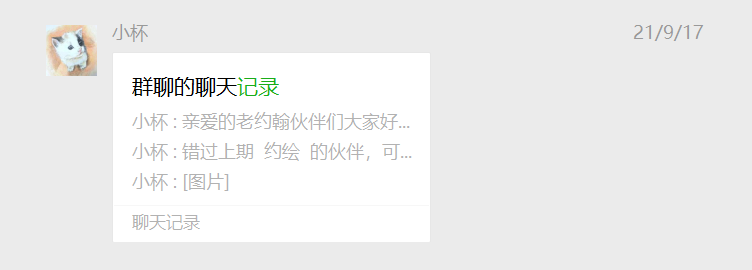 小杯
21/9/17
群聊的聊天记录
小杯 : 亲爱的老约翰伙伴们大家好...
小杯 : 错过上期 约绘 的伙伴，可...
小杯 : [图片]
聊天记录